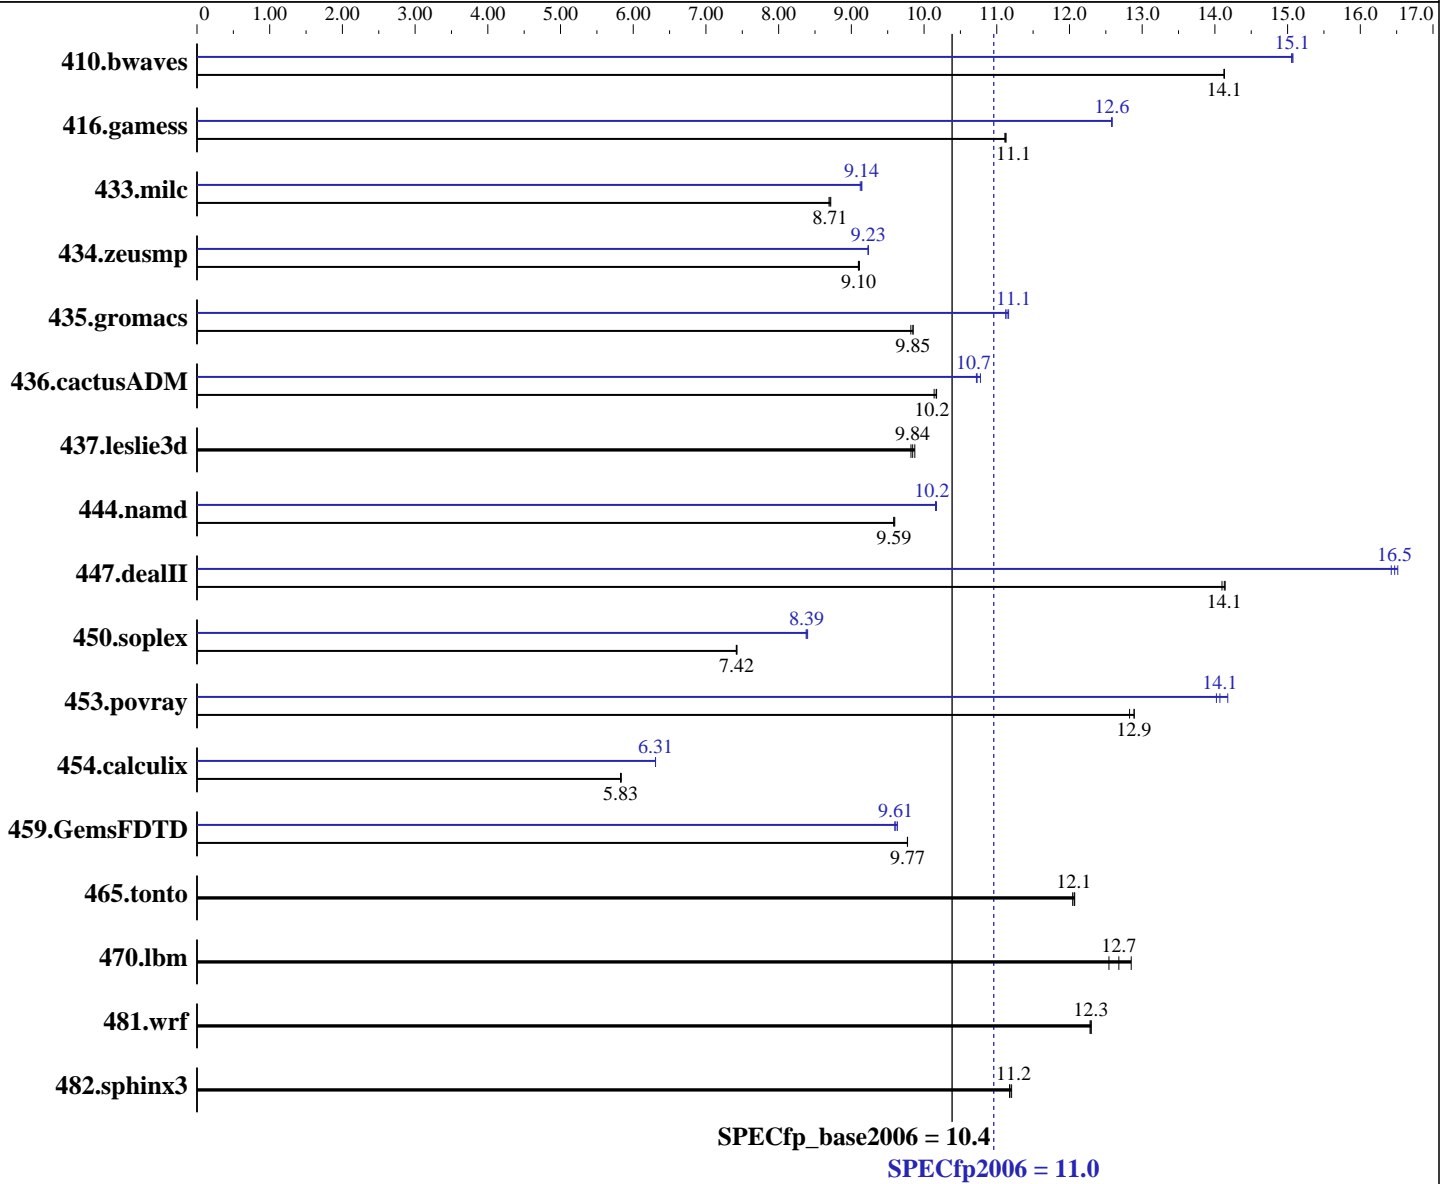 0 1.00 2.00 3.00 4.00 5.00 6.00 7.00 8.00 9.00 10.0 11.0 12.0 13.0 14.0 15.0 16.0 17.0
15.1
410.bwaves
14.1
12.6
416.gamess
11.1
9.14
433.milc
8.71
9.23
434.zeusmp
9.10
11.1
435.gromacs
9.85
10.7
436.cactusADM
10.2
9.84
437.leslie3d
10.2
444.namd
9.59
16.5
447.dealII
14.1
8.39
450.soplex
7.42
14.1
453.povray
12.9
6.31
454.calculix
5.83
9.61
459.GemsFDTD
9.77
12.1
465.tonto
12.7
470.lbm
12.3
481.wrf
11.2
482.sphinx3
SPECfp_base2006 = 10.4
SPECfp2006 = 11.0